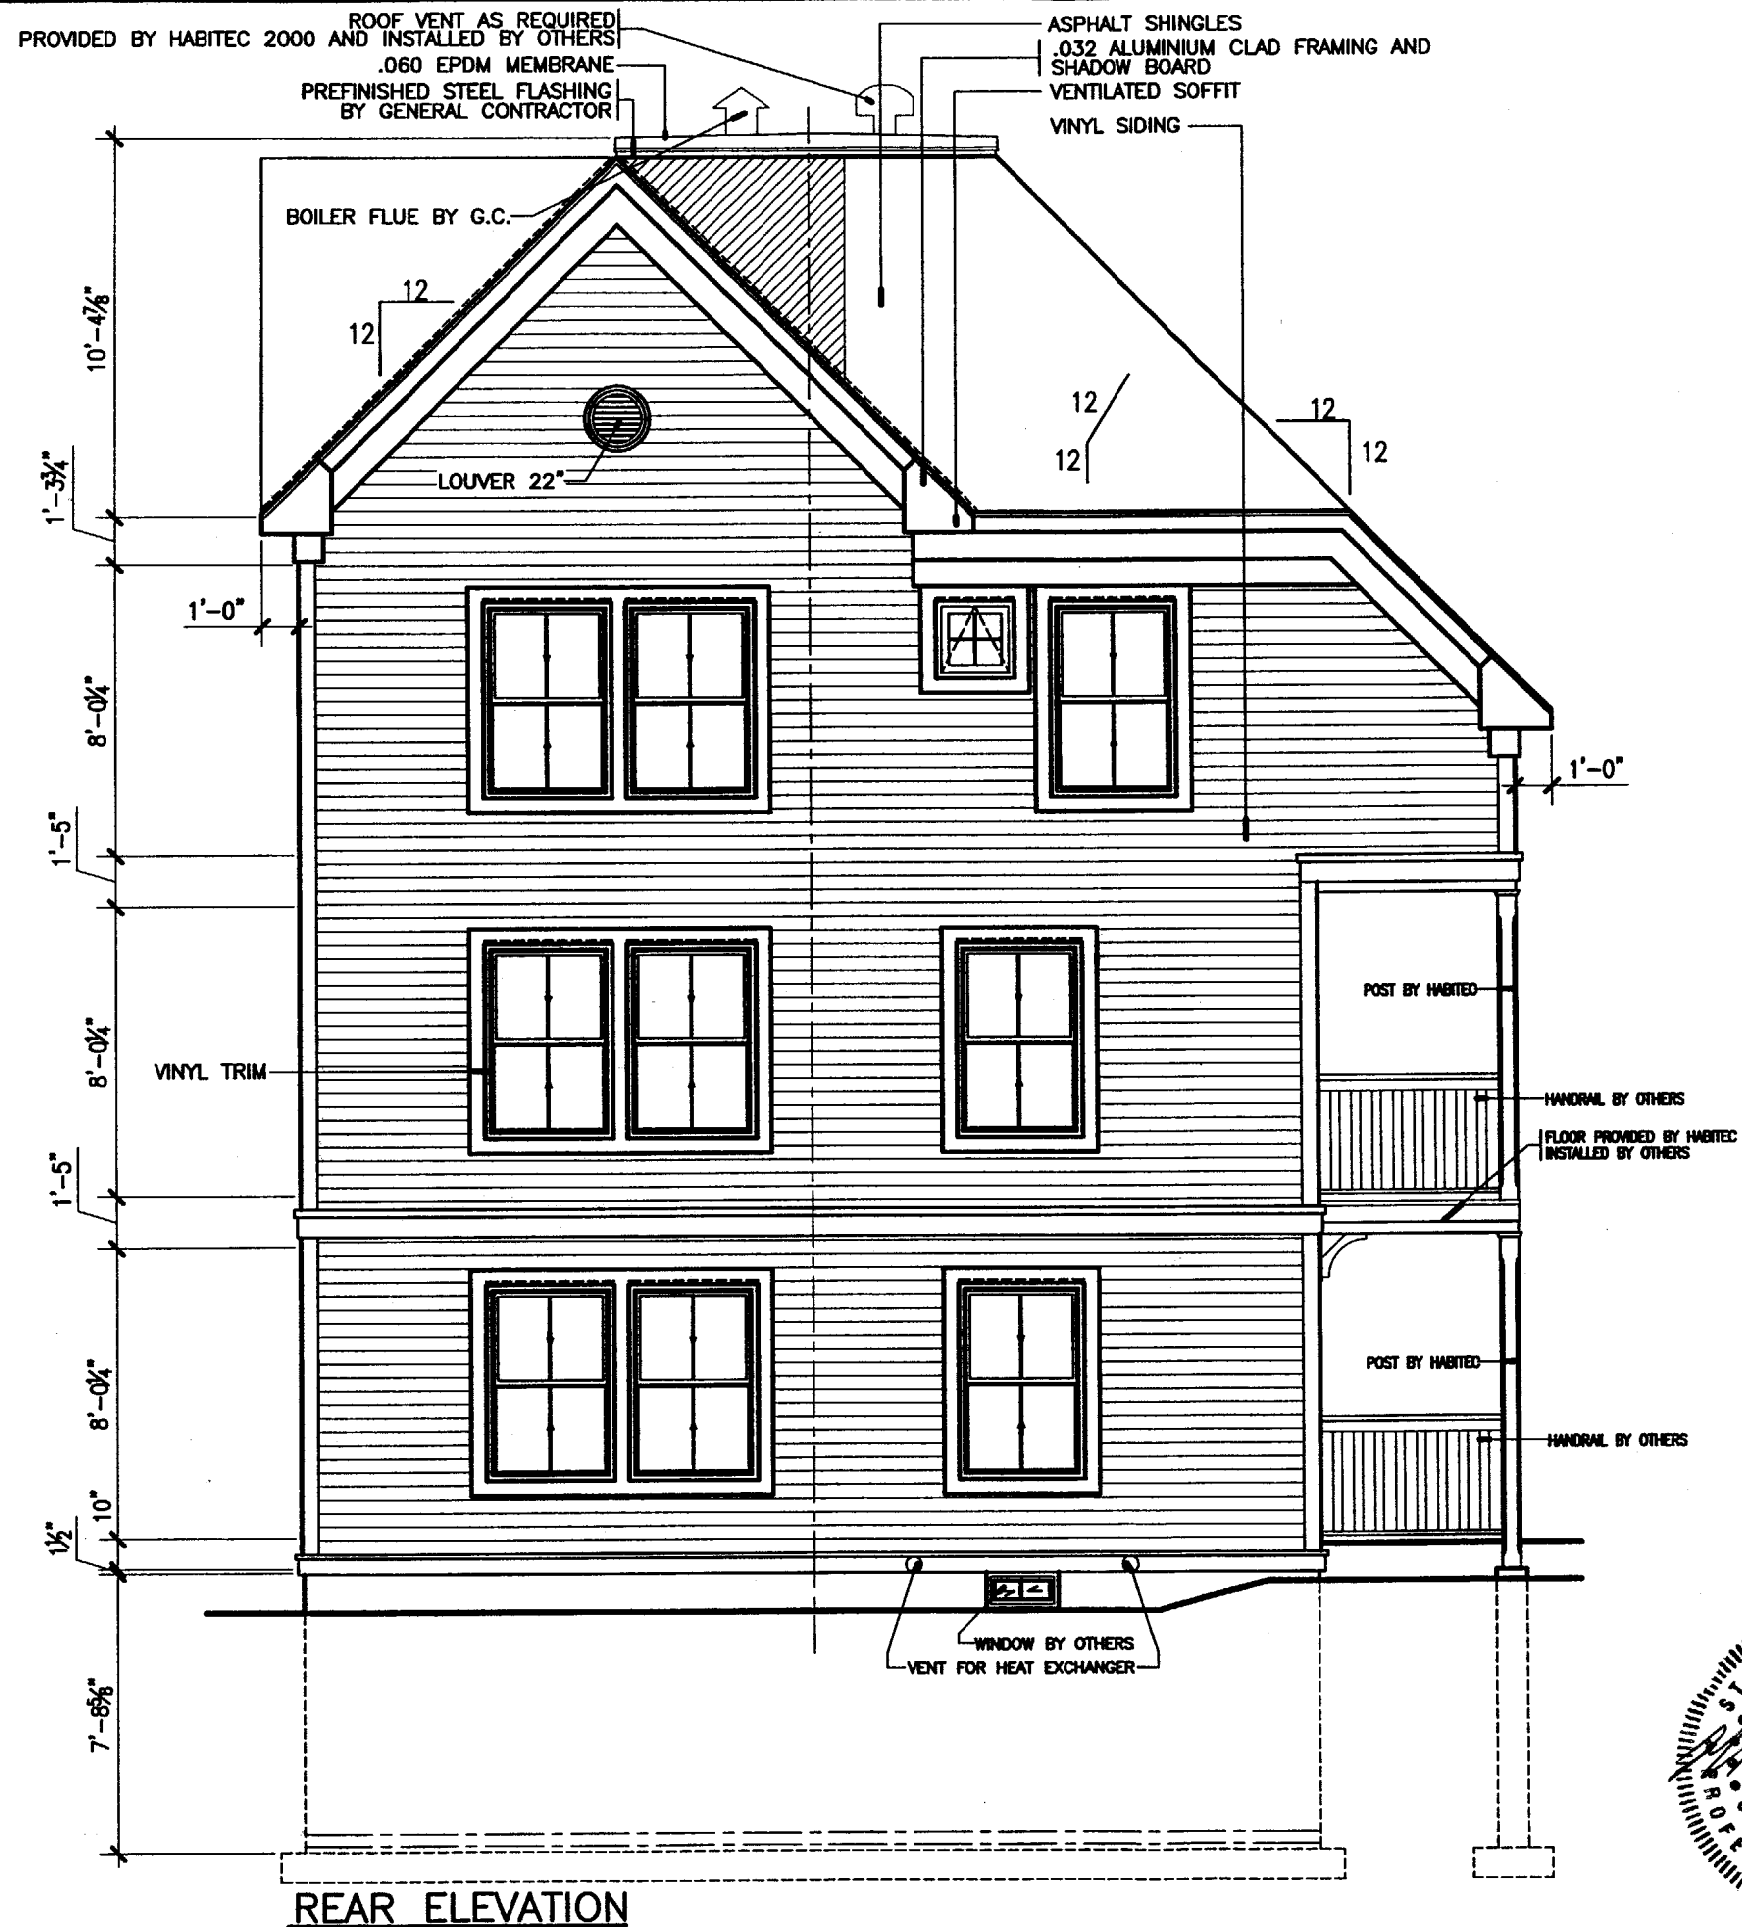 ROOF VENT AS REQUIRED
PROVIDED BY HABITEC 2000 AND INSTALLED BY OTHERS
.060 EPDM MEMBRANE
PREFINISHED STEEL FLASHING
BY GENERAL CONTRACTOR
ASPHALT SHINGLES
.032 ALUMINIUM CLAD FRAMING AND
SHADOW BOARD
VENTILATED SOFFIT
VINYL SIDING
BOILER FLUE BY G.C.
12
12
10'-4⅞"
12
12
12
12
LOUVER 22"
1'-3¾"
1'-0"
8'-0¼"
1'-0"
1'-5"
POST BY HABITEC
8'-0¼"
VINYL TRIM
HANDRAIL BY OTHERS
FLOOR PROVIDED BY HABITEC
INSTALLED BY OTHERS
1'-5"
POST BY HABITEC
8'-0¼"
HANDRAIL BY OTHERS
10"
1½"
WINDOW BY OTHERS
VENT FOR HEAT EXCHANGER
7'-8⅝"
REAR ELEVATION